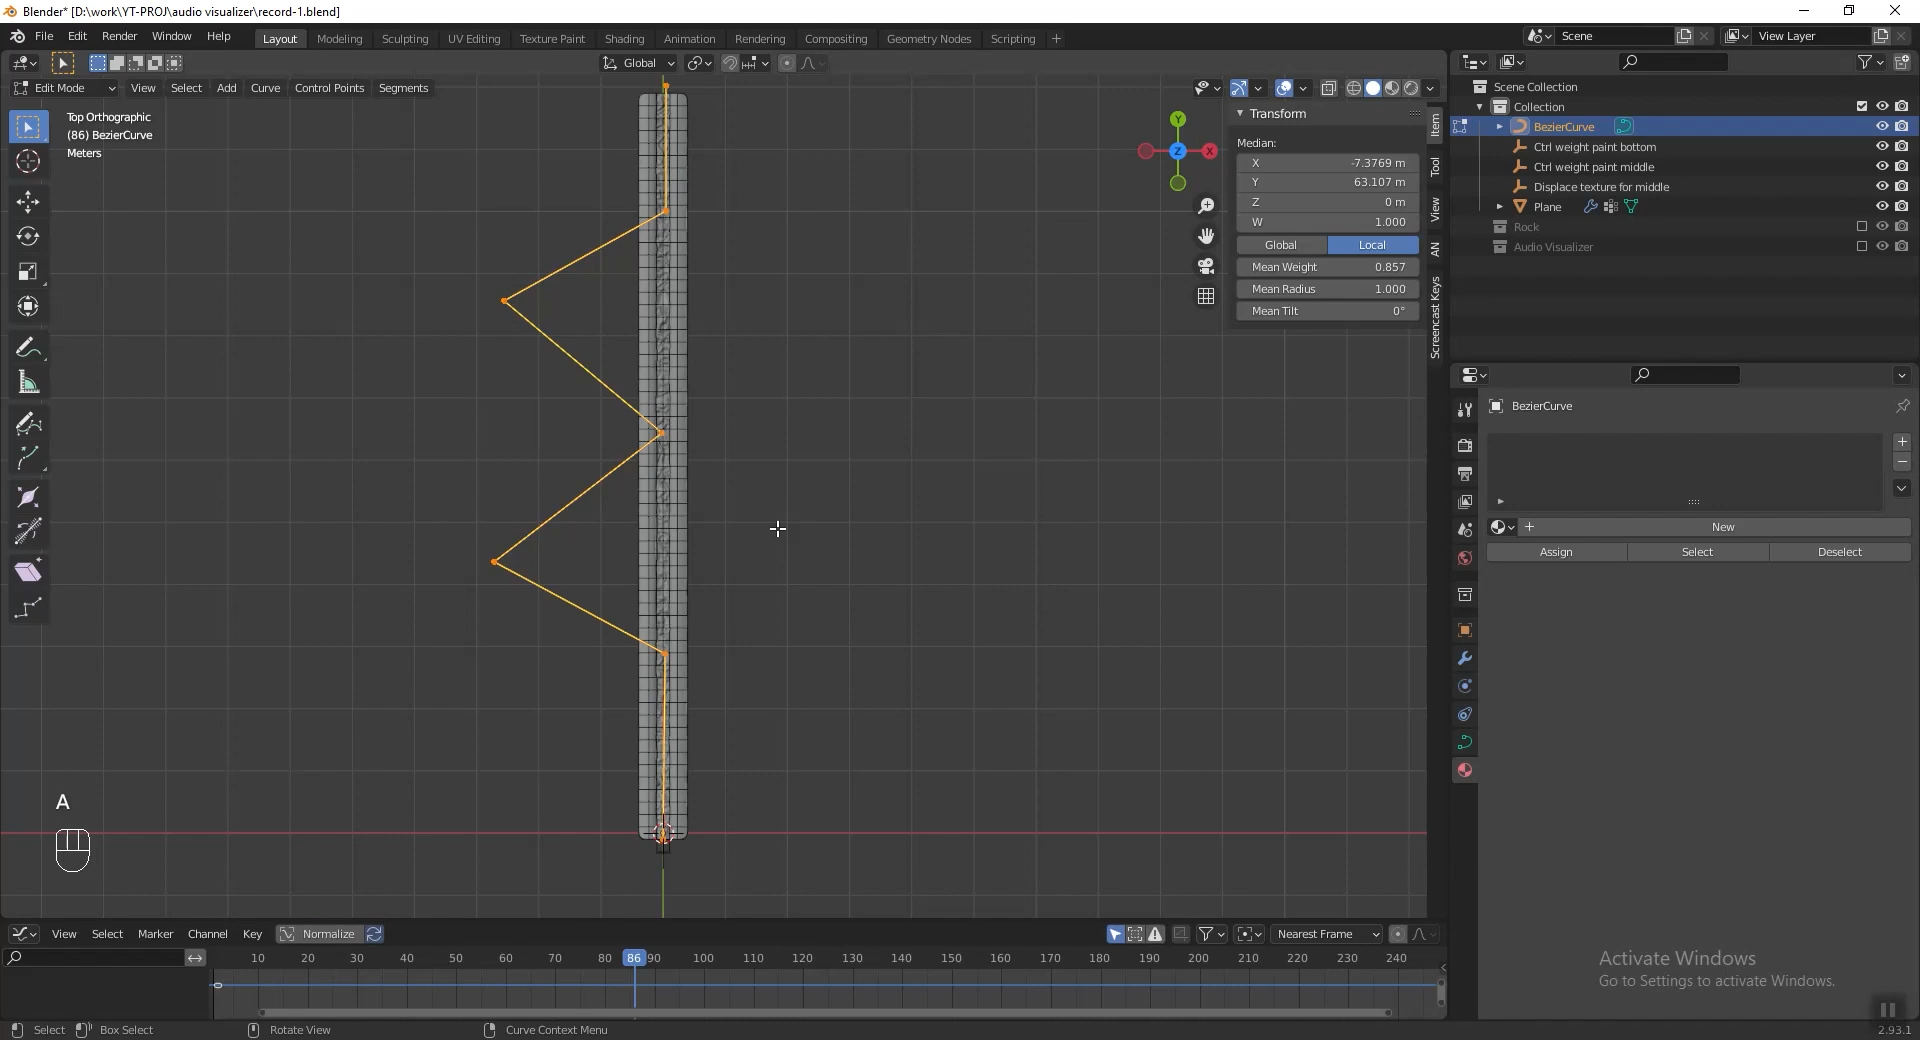 Blender* [D:\work\YT-PROJ\audio visualizer\record-1.blend]
File Edit Render Window Help Layout Modeling Sculpting UV Editing Texture Paint Shading Animation Rendering Compositing Geometry Nodes Scripting + Scene View Layer
Global
Edit Mode View Select Add Curve Control Points Segments
Top Orthographic
(86) BezierCurve
Meters
Transform
Median:
X -7.3769 m
Y 63.107 m
Z 0 m
W 1.000
Global Local
Mean Weight 0.857
Mean Radius 1.000
Mean Tilt 0°
Y
Z
X
Item
Tool
View
AN
Screencast Keys
Scene Collection
Collection
BezierCurve
Ctrl weight paint bottom
Ctrl weight paint middle
Displace texture for middle
Plane
Rock
Audio Visualizer
BezierCurve
+ New
Assign Select Deselect
A
View Select Marker Channel Key Normalize Nearest Frame
10 20 30 40 50 60 70 80 86 90 100 110 120 130 140 150 160 170 180 190 200 210 220 230 240
Activate Windows
Go to Settings to activate Windows.
Select Box Select Rotate View Curve Context Menu 2.93.1